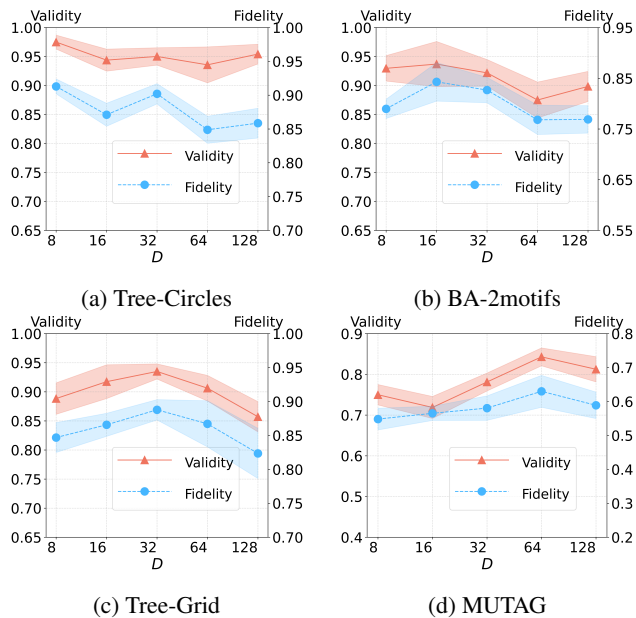 Validity Fidelity
1.00 1.00
0.95 0.95
0.90 0.90
0.85 0.85
0.80 0.80
0.75 0.75
0.70
0.65 0.70
Validity
Fidelity
8 16 32 64 128
D
(a) Tree-Circles
Validity Fidelity
1.00 0.95
0.95
0.90 0.85
0.85
0.80 0.75
0.75
0.70 0.65
0.65 0.55
Validity
Fidelity
8 16 32 64 128
D
(b) BA-2motifs
Validity Fidelity
1.00 1.00
0.95 0.95
0.90 0.90
0.85 0.85
0.80 0.80
0.75 0.75
0.70
0.65 0.70
Validity
Fidelity
8 16 32 64 128
D
(c) Tree-Grid
Validity Fidelity
0.9 0.8
0.8 0.7
0.7 0.6
0.5
0.6 0.4
0.5 0.3
0.4 0.2
Validity
Fidelity
8 16 32 64 128
D
(d) MUTAG